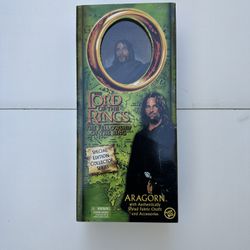 THE
LORD
OF THE
RINGS
THE FELLOWSHIP
OF THE RING
SPECIAL
EDITION
COLLECTOR
SERIES
ARAGORN
with Authentically
Styled Fabric Outfit
and Accessories